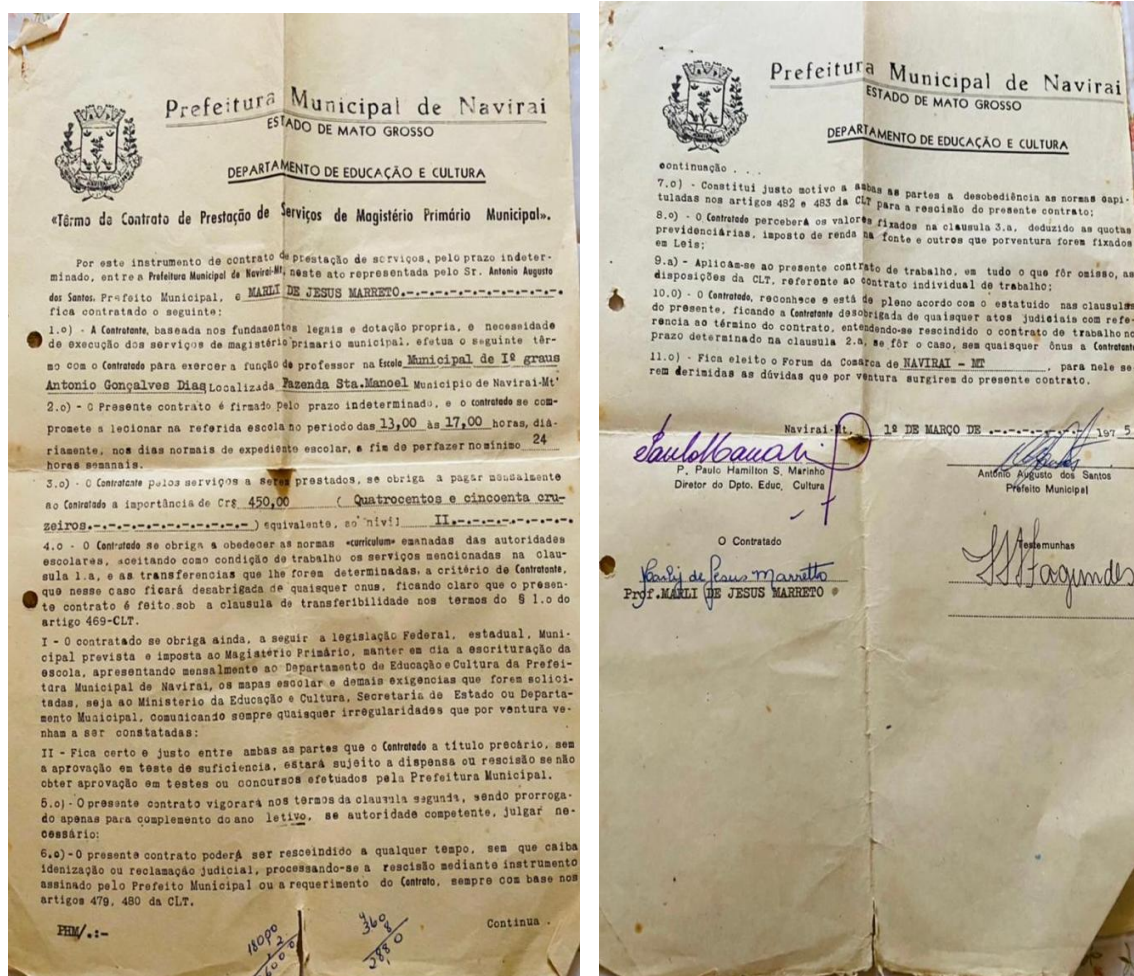 Prefeitura Municipal de Navirai
ESTADO DE MATO GROSSO
DEPARTAMENTO DE EDUCAÇÃO E CULTURA
«Têrmo da Contrato de Prestação de Serviços de Magistério Primário Municipal».
Por este instrumento de contrato de prestação de serviços, pelo prazo indeter-
minado, entre a Prefeitura Municipal de Navirai-Mt, neste ato representada pelo Sr. Antonio Augusto
dos Santos, Prefeito Municipal, e MARLI DE JESUS MARRETO.-.-.-.-.-.-.-.-.-
fica contratado o seguinte:
1.o) - A Contratante, baseada nos fundamentos legais e dotação propria, e necessidade
de execução dos serviços de magistério primario municipal, efetua o seguinte têr-
mo com o Contratado para exercer a função de professor na Escola Municipal de Iº graus
Antonio Gonçalves Dias Localizada Fazenda Sta.Manoel Municipio de Navirai-Mt'
2.o) - O Presente contrato é firmado pelo prazo indeterminado, e o contratado se com-
promete a lecionar na referida escola no periodo das 13,00 às 17,00 horas, diá-
riamente, nos dias normais de expediente escolar, a fim de perfazer no minimo 24
horas semanais.
3.o) - O Contratante pelos serviços a seres prestados, se obriga a pagar mensalmente
ao Contratado a importância de Cr$ 450,00 ( Quatrocentos e cincoenta cru-
zeiros.-.-.-.-.-.-.-.-.-.-.- ) equivalente, ao nivil II.-.-.-.-.-.-.-.-.
4.o - O Contratado se obriga a obedecer as normas «curriculum» emanadas das autoridades
escolares, aceitando como condição de trabalho os serviços mencionadas na clau-
sula 1.a, e as transferencias que lhe forem determinadas, a critério de Contratante,
que nesse caso ficará desabrigada de quaisquer onus, ficando claro que o presen-
te contrato é feito sob a clausula de transferibilidade nos termos do § 1.o do
artigo 469-CLT.
I - O contratado se obriga ainda, a seguir a legislação Federal, estadual, Muni-
cipal prevista e imposta ao Magistério Primário, manter em dia a escrituração da
escola, apresentando mensalmente ao Departamento de Educação e Cultura da Prefei-
tura Municipal de Navirai, os mapas escolar e demais exigencias que forem solici-
tadas, seja ao Ministerio da Educação e Cultura, Secretaria de Estado ou Departa-
mento Municipal, comunicando sempre quaisquer irregularidades que por ventura ve-
nham a ser constatadas:
II - Fica certo e justo entre ambas as partes que o Contratado a título precário, sem
a aprovação em teste de suficiencia, estará sujeito a dispensa ou rescisão se não
obter aprovação em testes ou concursos efetuados pela Prefeitura Municipal.
5.o) - O presente contrato vigorará nos termos da clausula segunda, sendo prorroga-
do apenas para complemento do ano letivo, se autoridade competente, julgar ne-
cessário:
6.o) - O presente contrato poderá ser resceindido a qualquer tempo, sem que caiba
idenização ou reclamação judicial, processando-se a rescisão mediante instrumento
assinado pelo Prefeito Municipal ou a requerimento do Contrato, sempre com base nos
artigos 479, 480 da CLT.
PHM/.:-
Continua .
360
8
2880
Prefeitura Municipal de Navirai
ESTADO DE MATO GROSSO
DEPARTAMENTO DE EDUCAÇÃO E CULTURA
continuação . . .
7.o) - Constitui justo motivo a ambas as partes a desobediência as normas capi-
tuladas nos artigos 482 e 483 da CLT para a rescisão do presente contrato;
8.o) - O Contratado perceberá os valores fixados na clausula 3.a, deduzido as quotas
previdenciárias, imposto de renda na fonte e outros que porventura forem fixados
em Leis;
9.a) - Aplicam-se ao presente contrato de trabalho, em tudo o que fôr omisso, as
disposições da CLT, referente ao contrato individual de trabalho;
10.o) - O Contratado, reconhece e está de pleno acordo com o estatuido nas clausulas
do presente, ficando a Contratante desobrigada de quaisquer atos judiciais com refe-
rencia ao término do contrato, entendendo-se rescindido o contrato de trabalho no
prazo determinado na clausula 2.a, se fôr o caso, sem quaisquer ônus a Contratante
11.o) - Fica eleito o Forum da Comarca de NAVIRAI - MT, para nele se
rem derimidas as dúvidas que por ventura surgirem do presente contrato.
Navirai-Mt. 1º DE MARÇO DE .-.-.-.-.-.-.- 197 5
P. Paulo Hamilton S. Marinho
Diretor do Dpto. Educ. Cultura
Antonio Augusto dos Santos
Prefeito Municipal
O Contratado
Testemunhas
Marly de Jesus Marretto
Prof.MARLI DE JESUS MARRETO
Fagundes